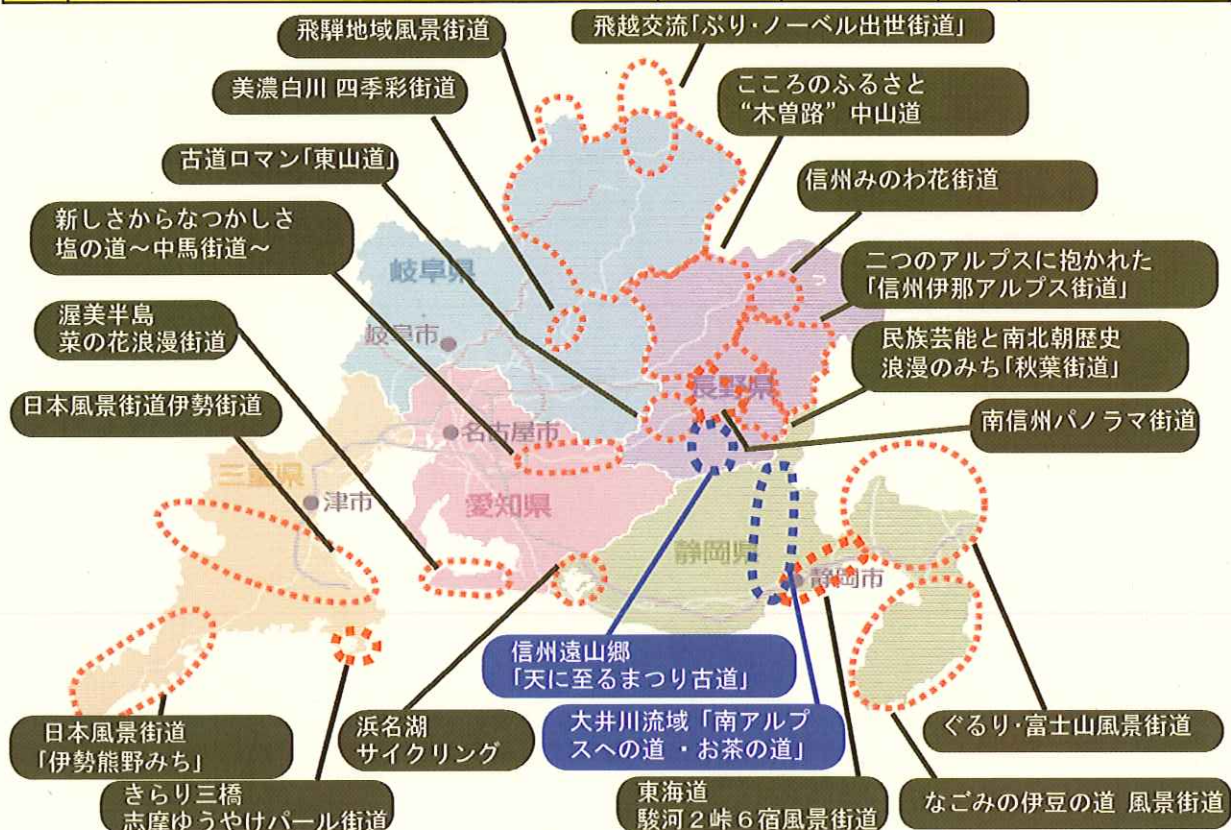 飛騨地域風景街道
飛越交流「ぶり・ノーベル出世街道」
美濃白川 四季彩街道
こころのふるさと
“木曽路” 中山道
古道ロマン「東山道」
信州みのわ花街道
新しさからなつかしさ
塩の道～中馬街道～
二つのアルプスに抱かれた
「信州伊那アルプス街道」
渥美半島
菜の花浪漫街道
民族芸能と南北朝歴史
浪漫のみち「秋葉街道」
日本風景街道伊勢街道
南信州パノラマ街道
岐阜県
岐阜市
長野県
名古屋市
三重県
津市
愛知県
静岡県
静岡市
信州遠山郷
「天に至るまつり古道」
日本風景街道
「伊勢熊野みち」
浜名湖
サイクリング
大井川流域「南アルプ
スへの道 ・お茶の道」
ぐるり・富士山風景街道
きらり三橋
志摩ゆうやけパール街道
東海道
駿河2峠6宿風景街道
なごみの伊豆の道 風景街道